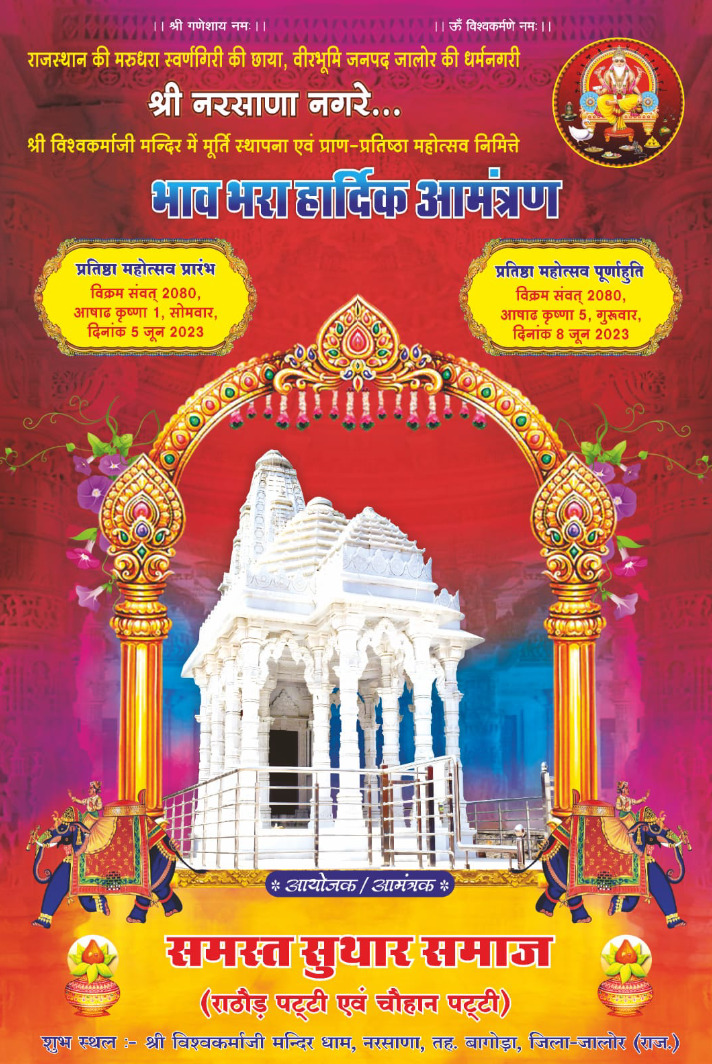 ।। श्री गणेशाय नमः।।
।। ऊँ विश्वकर्मणे नमः।।
राजस्थान की मरुधरा स्वर्णगिरी की छाया, वीरभूमि जनपद जालोर की धर्मनगरी
श्री नरसाणा नगरे...
श्री विश्वकर्माजी मन्दिर में मूर्ति स्थापना एवं प्राण-प्रतिष्ठा महोत्सव निमित्ते
भाव भरा हार्दिक आमंत्रण
प्रतिष्ठा महोत्सव प्रारंभ
विक्रम संवत् 2080,
आषाढ कृष्णा 1, सोमवार,
दिनांक 5 जून 2023
प्रतिष्ठा महोत्सव पूर्णाहुति
विक्रम संवत् 2080,
आषाढ कृष्णा 5, गुरूवार,
दिनांक 8 जून 2023
* आयोजक / आमंत्रक *
समस्त सुथार समाज
(राठौड़ पट्टी एवं चौहान पट्टी)
शुभ स्थल :- श्री विश्वकर्माजी मन्दिर धाम, नरसाणा, तह. बागोड़ा, जिला-जालोर (राज.)